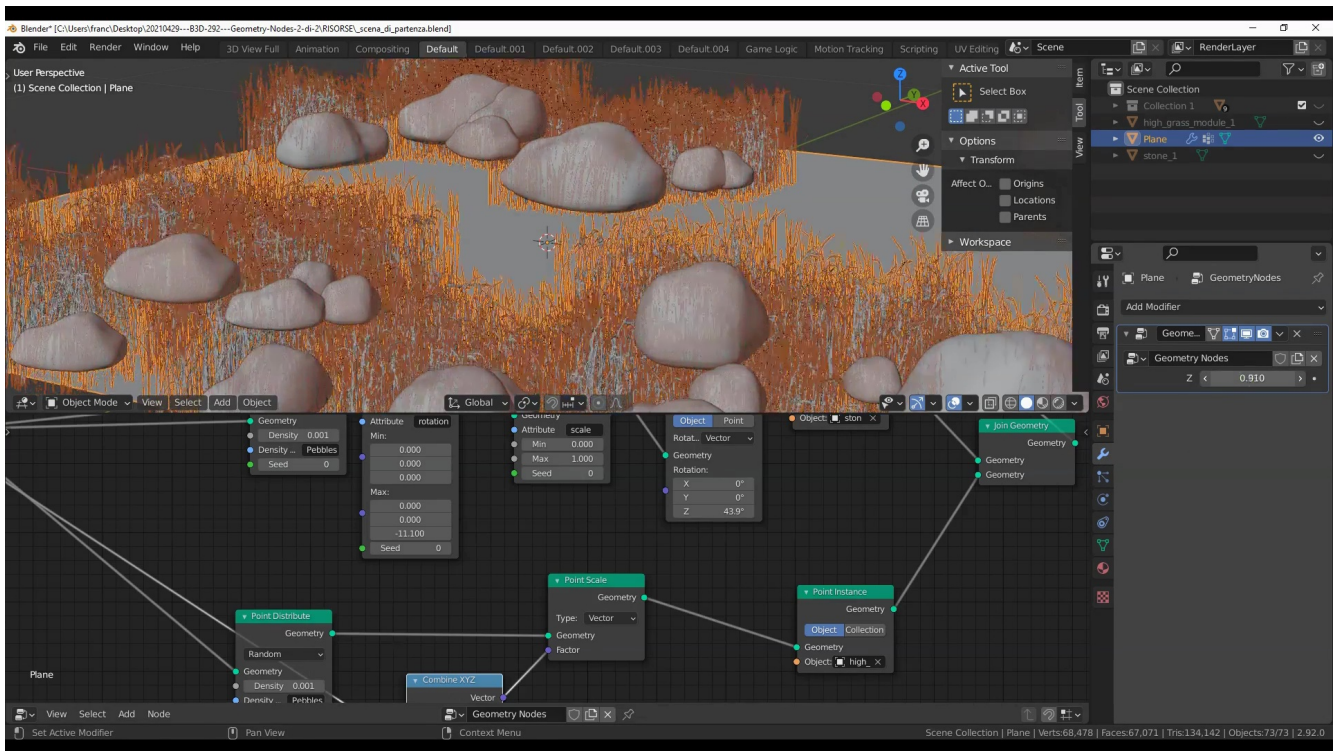 Blender* [C:\Users\franc\Desktop\20210429---B3D-292---Geometry-Nodes-2-di-2\RISORSE\_scena_di_partenza.blend]
File Edit Render Window Help 3D View Full Animation Compositing Default Default.001 Default.002 Default.003 Default.004 Game Logic Motion Tracking Scripting UV Editing Scene RenderLayer
User Perspective
(1) Scene Collection | Plane
Active Tool
Select Box
Options
Transform
Affect O... Origins
Locations
Parents
Workspace
Item
Tool
View
Scene Collection
Collection 1 9
high_grass_module_1
Plane
stone_1
Plane GeometryNodes
Add Modifier
Geome...
Geometry Nodes
Z 0.910
X
Y
Z
Object Mode View Select Add Object Global
Geometry
Density 0.001
Density ... Pebbles
Seed 0
Attribute rotation
Min:
0.000
0.000
0.000
Max:
0.000
0.000
-11.100
Seed 0
Geometry
Attribute scale
Min 0.000
Max 1.000
Seed 0
Object Point
Rotat... Vector
Geometry
Rotation:
X 0°
Y 0°
Z 43.9°
Object: ston
Join Geometry
Geometry
Geometry
Geometry
Point Scale
Geometry
Type: Vector
Geometry
Factor
Point Instance
Geometry
Object Collection
Geometry
Object: high_
Point Distribute
Geometry
Random
Geometry
Density 0.001
Density ... Pebbles
Combine XYZ
Vector
Plane
View Select Add Node Geometry Nodes
Set Active Modifier Pan View Context Menu Scene Collection | Plane | Verts:68,478 | Faces:67,071 | Tris:134,142 | Objects:73/73 | 2.92.0